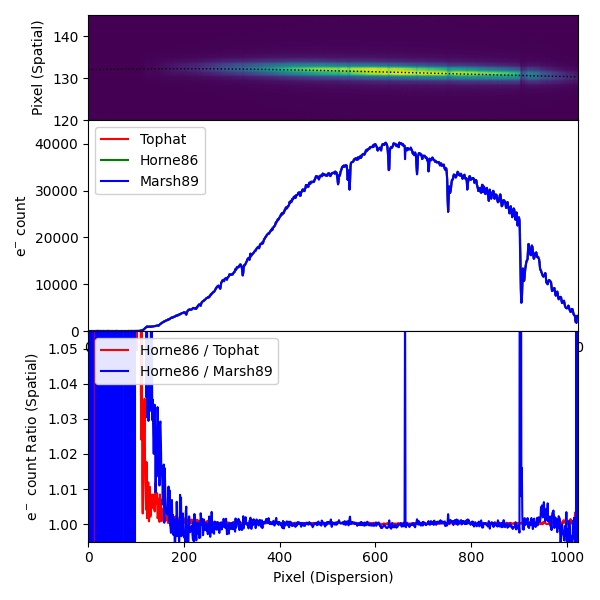 140
130
120
Pixel (Spatial)
Tophat
Horne86
Marsh89
40000
30000
20000
10000
0
e⁻ count
Horne86 / Tophat
Horne86 / Marsh89
1.05
1.04
1.03
1.02
1.01
1.00
e⁻ count Ratio (Spatial)
0 200 400 600 800 1000
Pixel (Dispersion)